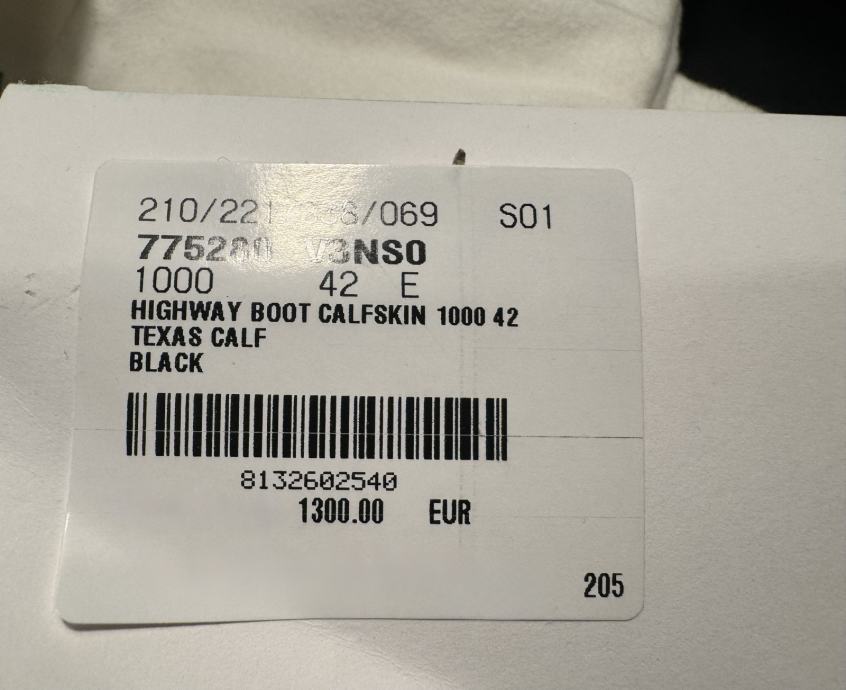 S01
1000 42 E
HIGHWAY BOOT CALFSKIN 1000 42
TEXAS CALF
BLACK
8132602540
1300.00 EUR
205